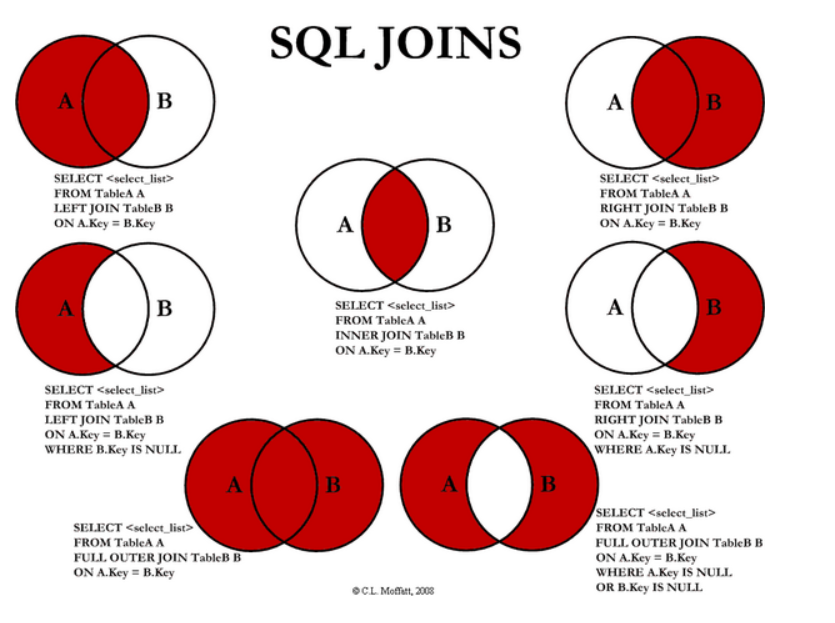 SQL JOINS
A B
SELECT <select_list>
FROM TableA A
LEFT JOIN TableB B
ON A.Key = B.Key
A B
SELECT <select_list>
FROM TableA A
RIGHT JOIN TableB B
ON A.Key = B.Key
A B
SELECT <select_list>
FROM TableA A
INNER JOIN TableB B
ON A.Key = B.Key
A B
SELECT <select_list>
FROM TableA A
LEFT JOIN TableB B
ON A.Key = B.Key
WHERE B.Key IS NULL
A B
SELECT <select_list>
FROM TableA A
RIGHT JOIN TableB B
ON A.Key = B.Key
WHERE A.Key IS NULL
A B
SELECT <select_list>
FROM TableA A
FULL OUTER JOIN TableB B
ON A.Key = B.Key
A B
SELECT <select_list>
FROM TableA A
FULL OUTER JOIN TableB B
ON A.Key = B.Key
WHERE A.Key IS NULL
OR B.Key IS NULL
© C.L. Moffatt, 2008